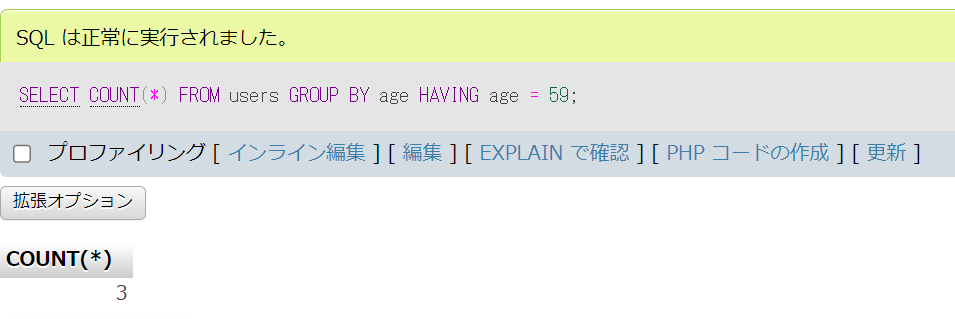 SQL は正常に実行されました。
SELECT COUNT(*) FROM users GROUP BY age HAVING age = 59;
プロファイリング [ インライン編集 ] [ 編集 ] [ EXPLAIN で確認 ] [ PHP コードの作成 ] [ 更新 ]
拡張オプション
COUNT(*)
3